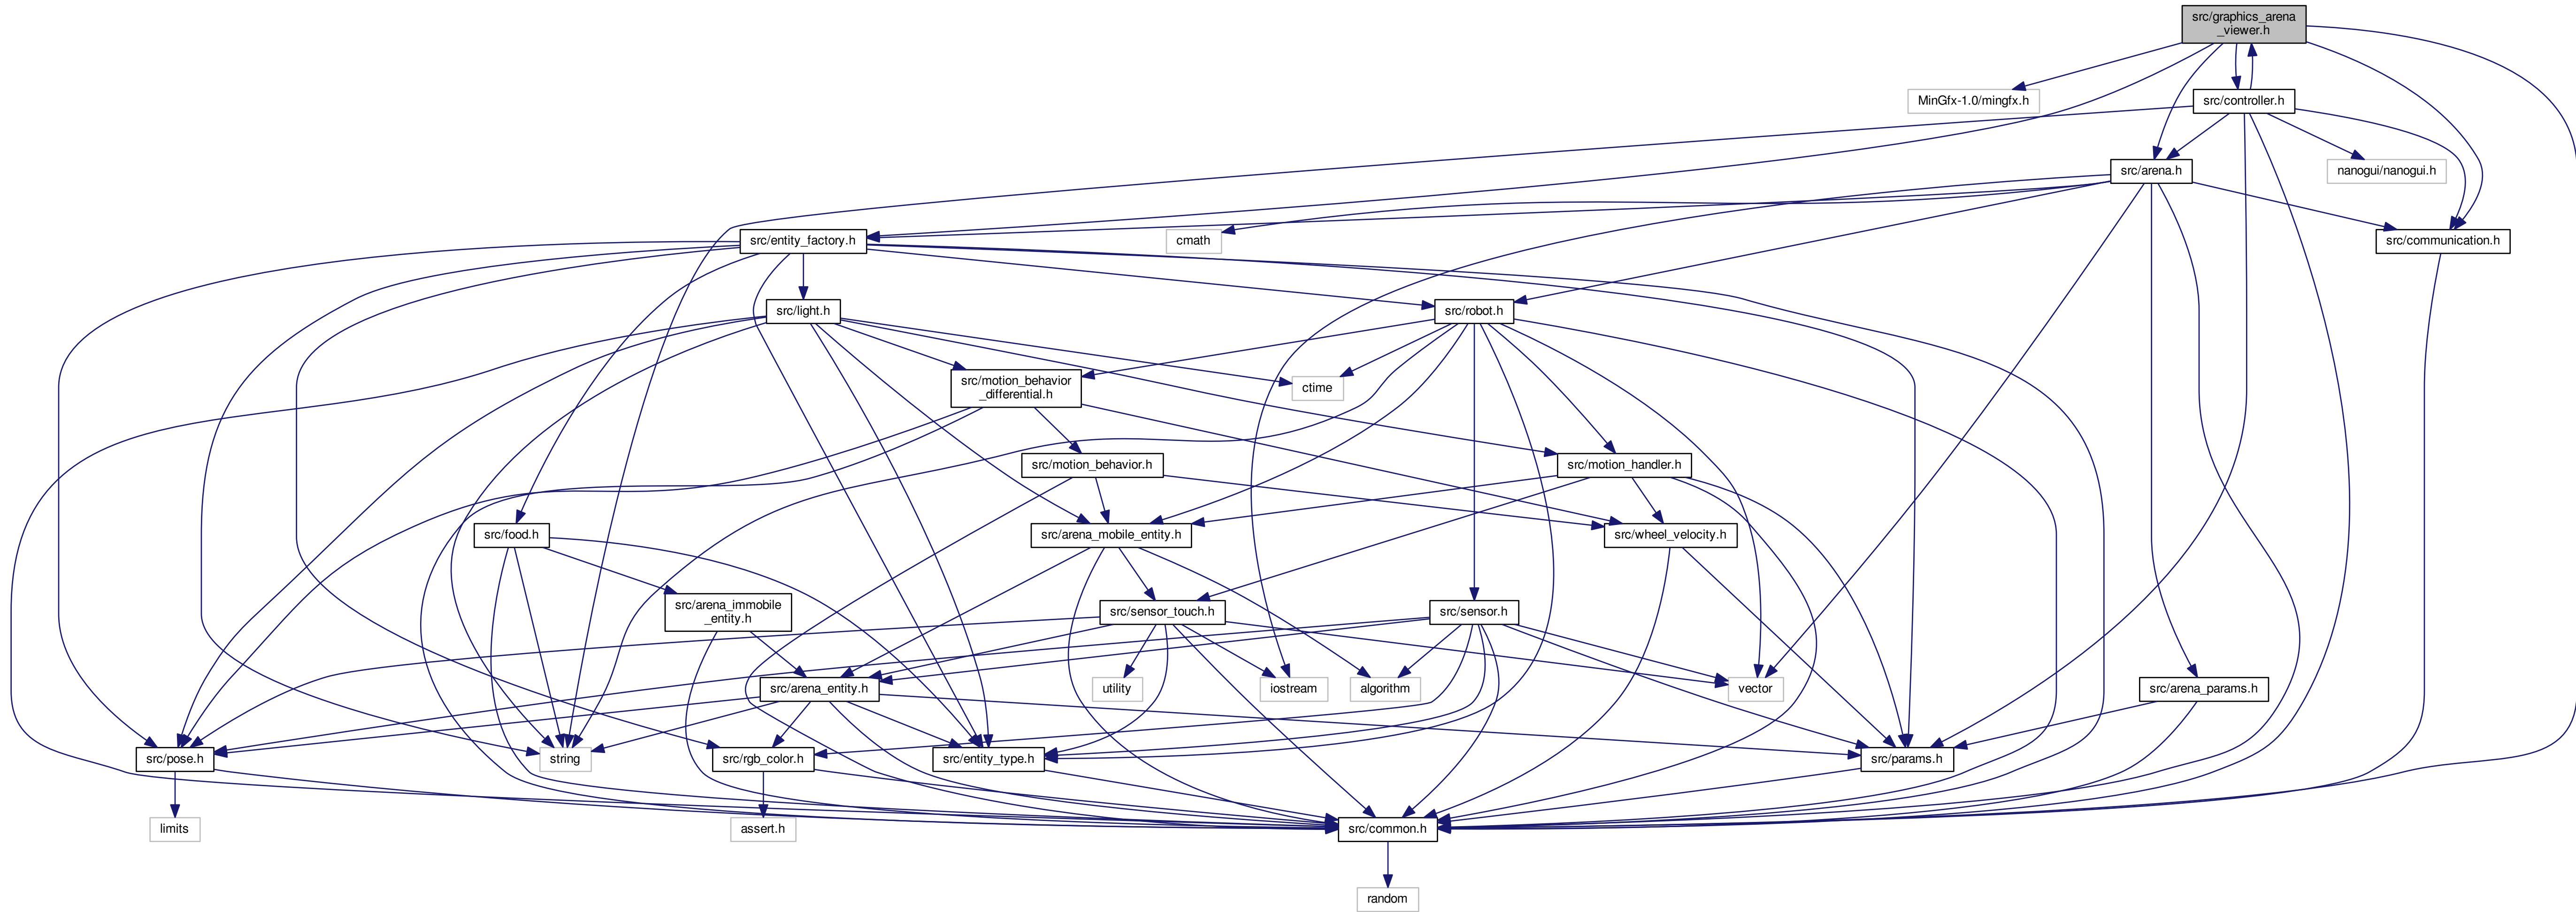 src/graphics_arena
_viewer.h
MinGfx-1.0/mingfx.h
src/controller.h
src/arena.h
nanogui/nanogui.h
src/entity_factory.h
cmath
src/communication.h
src/light.h
src/robot.h
src/motion_behavior
_differential.h
ctime
src/motion_behavior.h
src/motion_handler.h
src/food.h
src/arena_mobile_entity.h
src/wheel_velocity.h
src/arena_immobile
_entity.h
src/sensor_touch.h
src/sensor.h
src/arena_entity.h
utility
iostream
algorithm
vector
src/arena_params.h
src/pose.h
string
src/rgb_color.h
src/entity_type.h
src/params.h
limits
assert.h
src/common.h
random